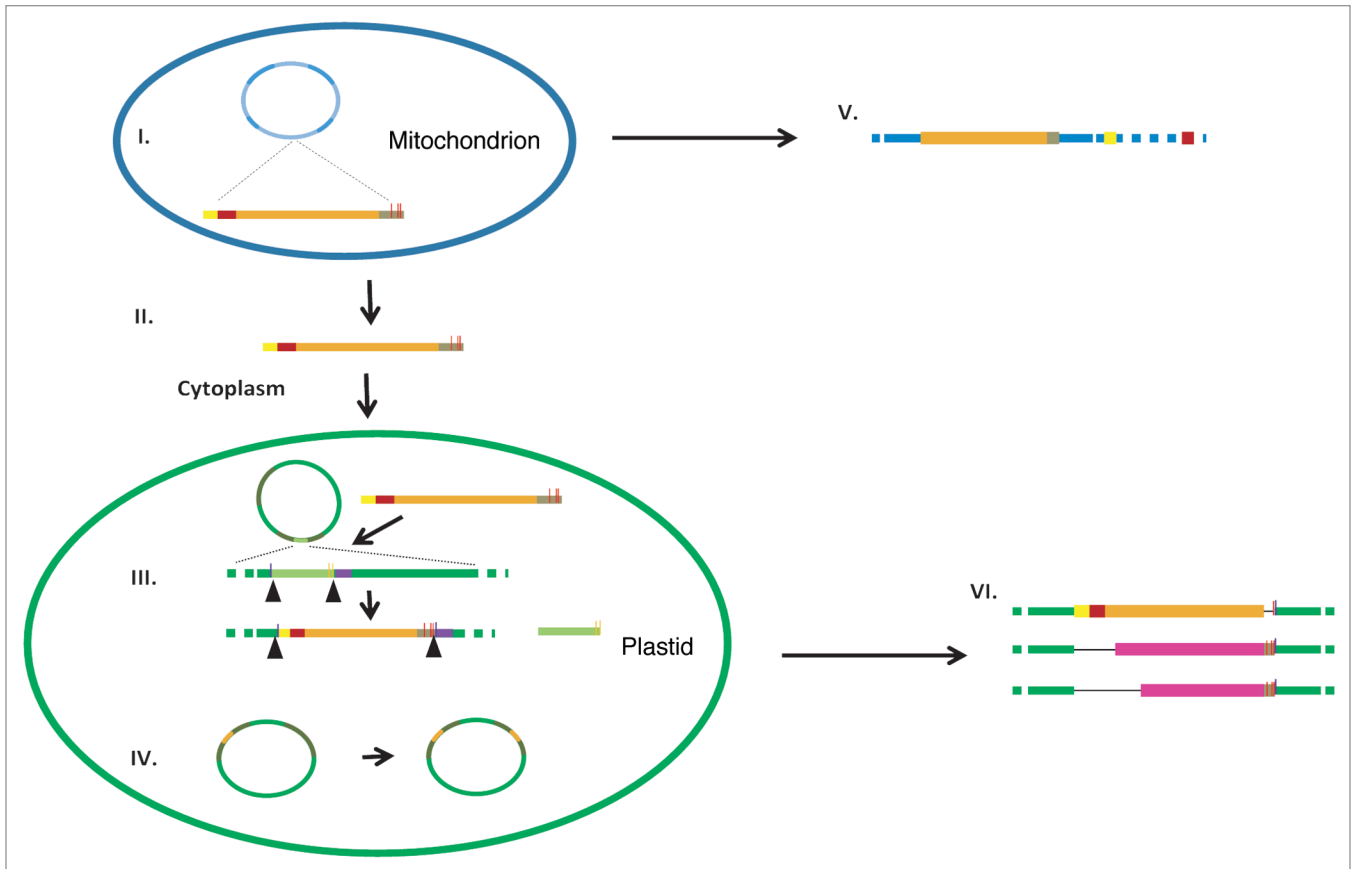 I.
Mitochondrion
V.
II.
Cytoplasm
III.
Plastid
VI.
IV.